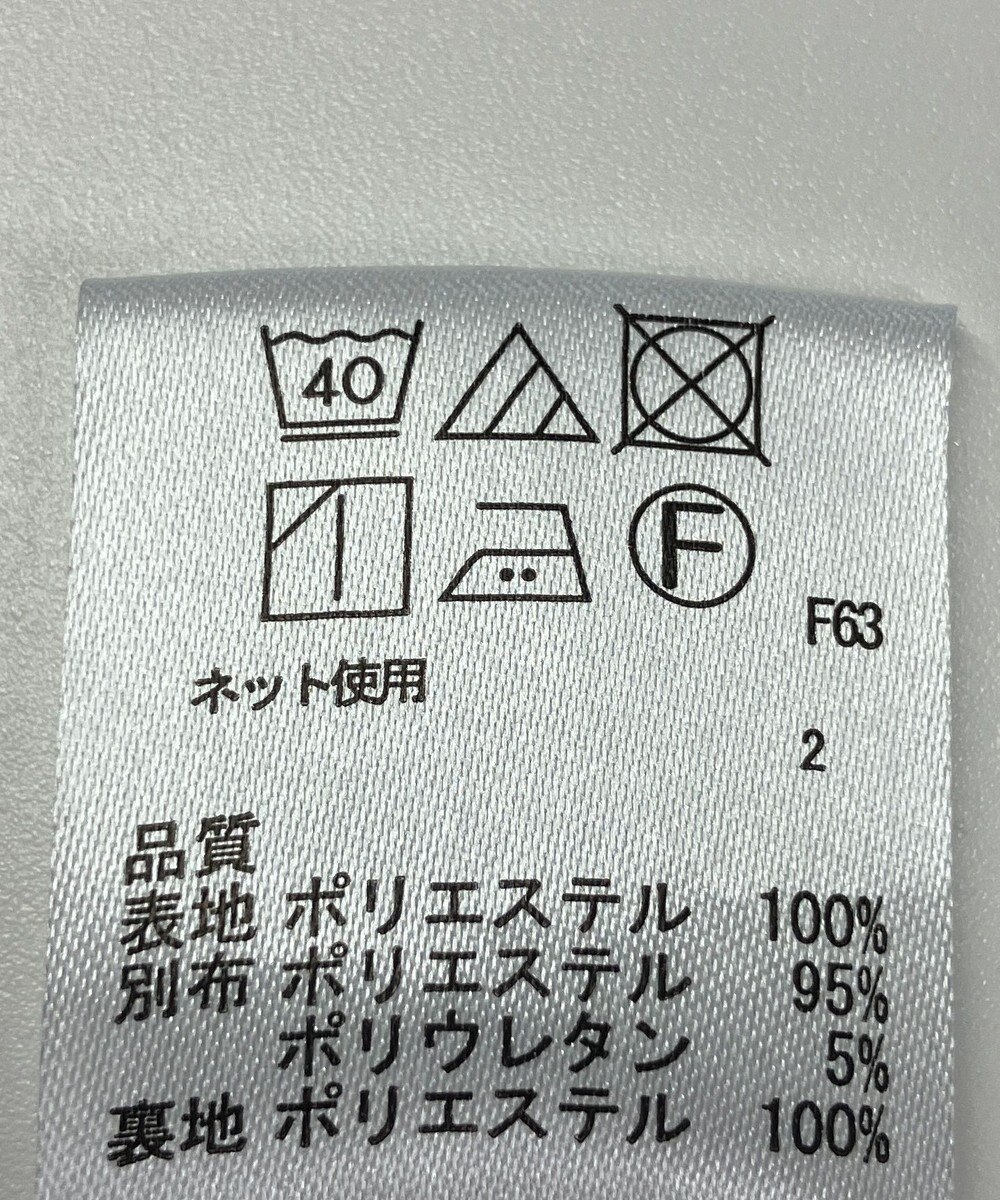 40
F
F63
ネット使用
2
品質
表地 ポリエステル 100%
別布 ポリエステル 95%
ポリウレタン 5%
裏地 ポリエステル 100%